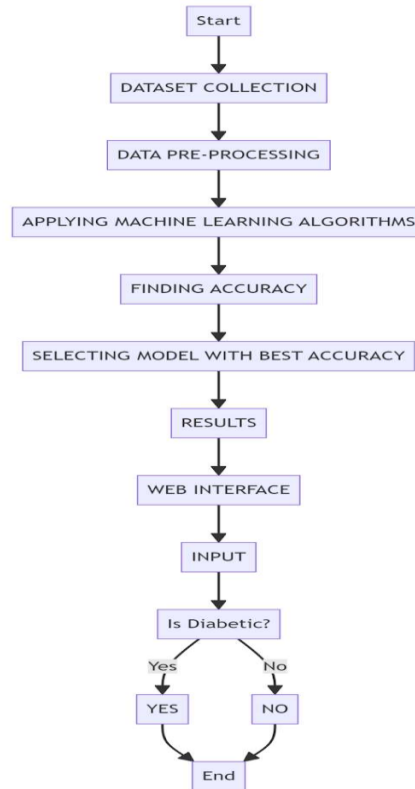 Start
DATASET COLLECTION
DATA PRE-PROCESSING
APPLYING MACHINE LEARNING ALGORITHMS
FINDING ACCURACY
SELECTING MODEL WITH BEST ACCURACY
RESULTS
WEB INTERFACE
INPUT
Is Diabetic?
Yes No
YES NO
End